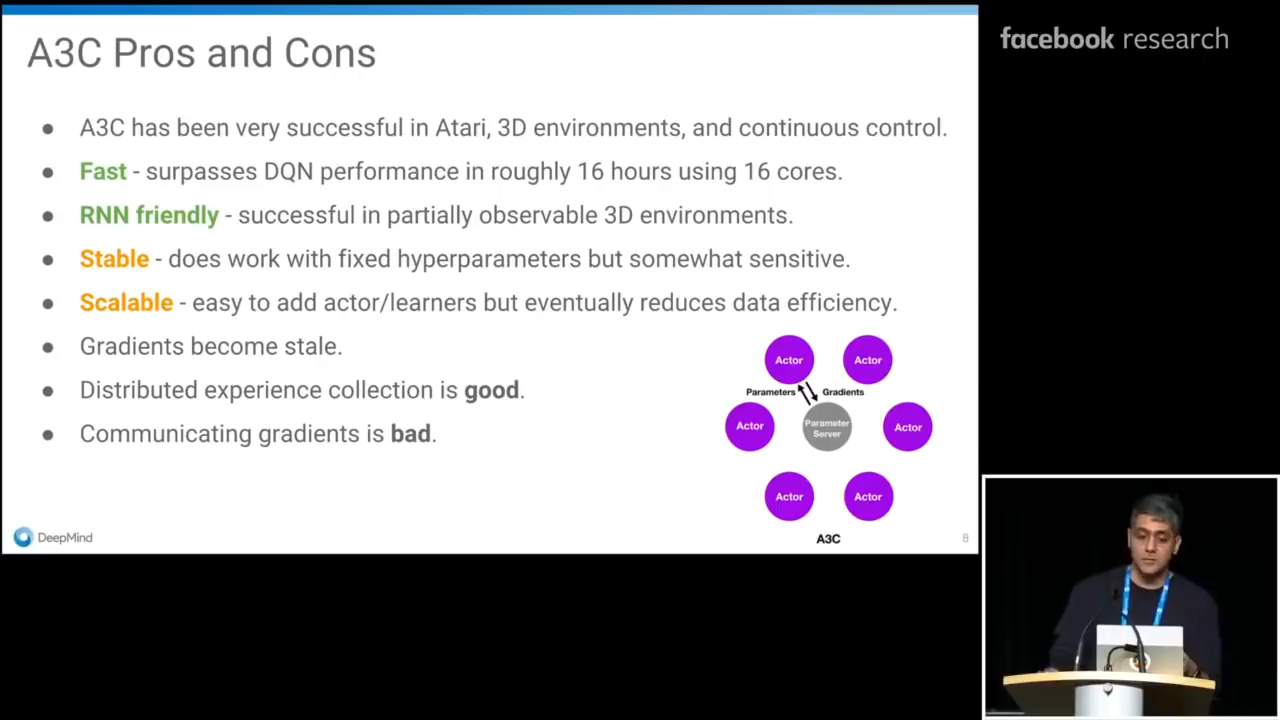 A3C Pros and Cons
facebook research
● A3C has been very successful in Atari, 3D environments, and continuous control.
● Fast - surpasses DQN performance in roughly 16 hours using 16 cores.
● RNN friendly - successful in partially observable 3D environments.
● Stable - does work with fixed hyperparameters but somewhat sensitive.
● Scalable - easy to add actor/learners but eventually reduces data efficiency.
● Gradients become stale.
● Distributed experience collection is good.
● Communicating gradients is bad.
Actor
Actor
Parameters
Gradients
Actor
Parameter
Server
Actor
Actor
Actor
A3C
DeepMind
8